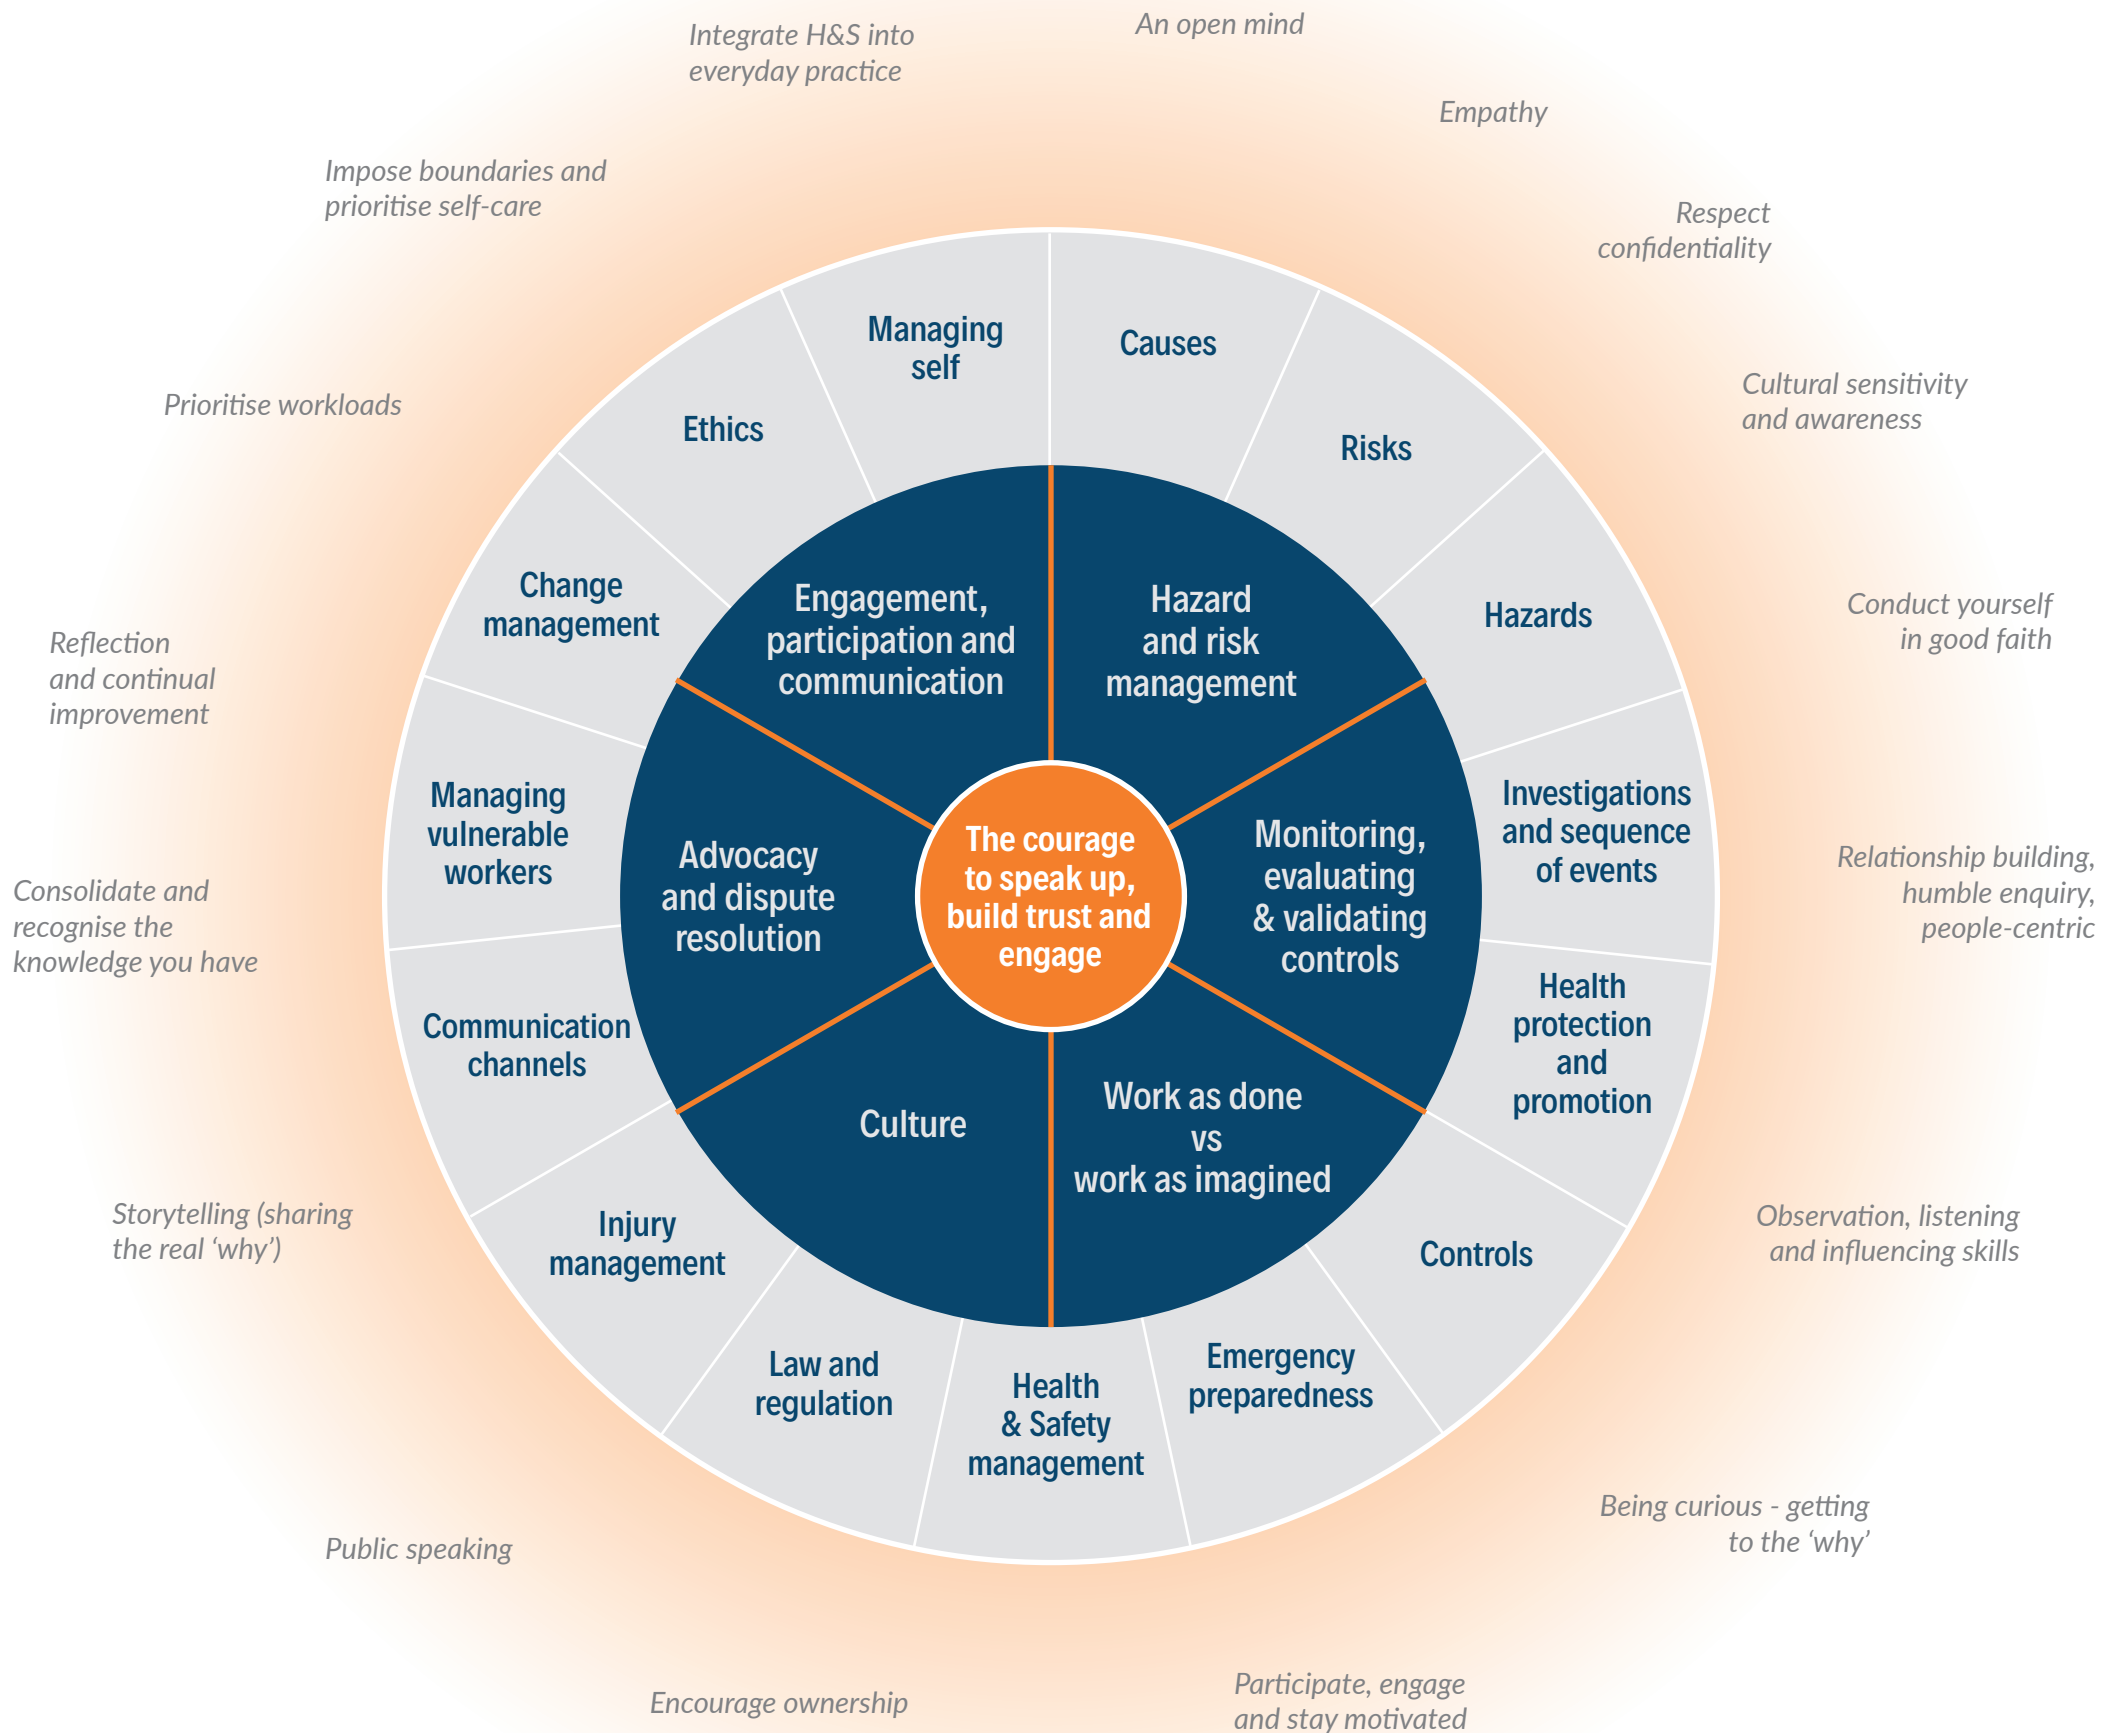 Integrate H&S into
everyday practice
An open mind
Empathy
Respect
confidentiality
Cultural sensitivity
and awareness
Conduct yourself
in good faith
Relationship building,
humble enquiry,
people-centric
Observation, listening
and influencing skills
Being curious - getting
to the ‘why’
Participate, engage
and stay motivated
Encourage ownership
Public speaking
Storytelling (sharing
the real ‘why’)
Consolidate and
recognise the
knowledge you have
Reflection
and continual
improvement
Prioritise workloads
Impose boundaries and
prioritise self-care
Causes
Risks
Hazards
Investigations
and sequence
of events
Health
protection
and
promotion
Controls
Emergency
preparedness
Health
& Safety
management
Law and
regulation
Injury
management
Communication
channels
Managing
vulnerable
workers
Change
management
Ethics
Managing
self
Hazard
and risk
management
Monitoring,
evaluating
& validating
controls
Work as done
vs
work as imagined
Culture
Advocacy
and dispute
resolution
Engagement,
participation and
communication
The courage
to speak up,
build trust and
engage